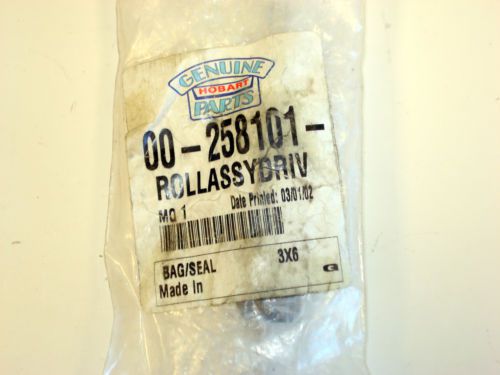 GENUINE
HOBART
PARTS
00-258101-
ROLLASSYDRIV
MQ 1 Date Printed: 03/01/02
BAG/SEAL 3X6
Made In G